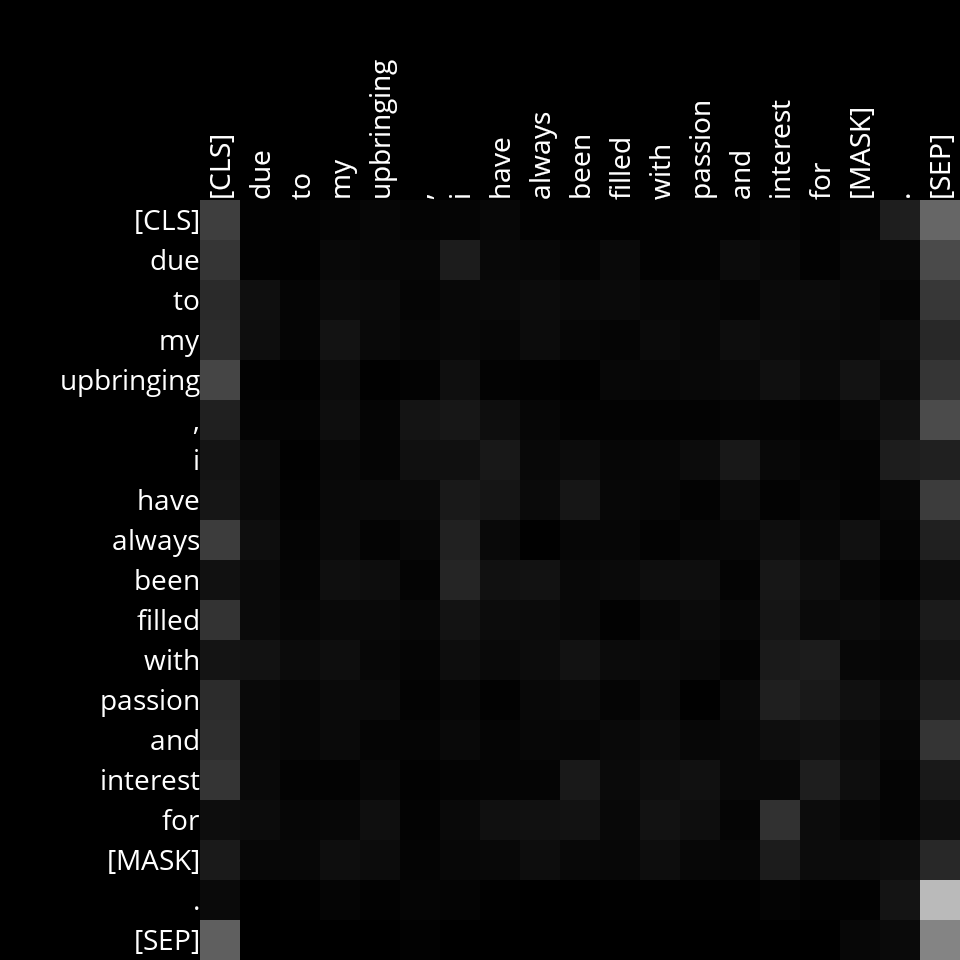 [CLS] due to my upbringing , i have always been filled with passion and interest for [MASK] . [SEP]
[CLS]
due
to
my
upbringing
,
i
have
always
been
filled
with
passion
and
interest
for
[MASK]
.
[SEP]